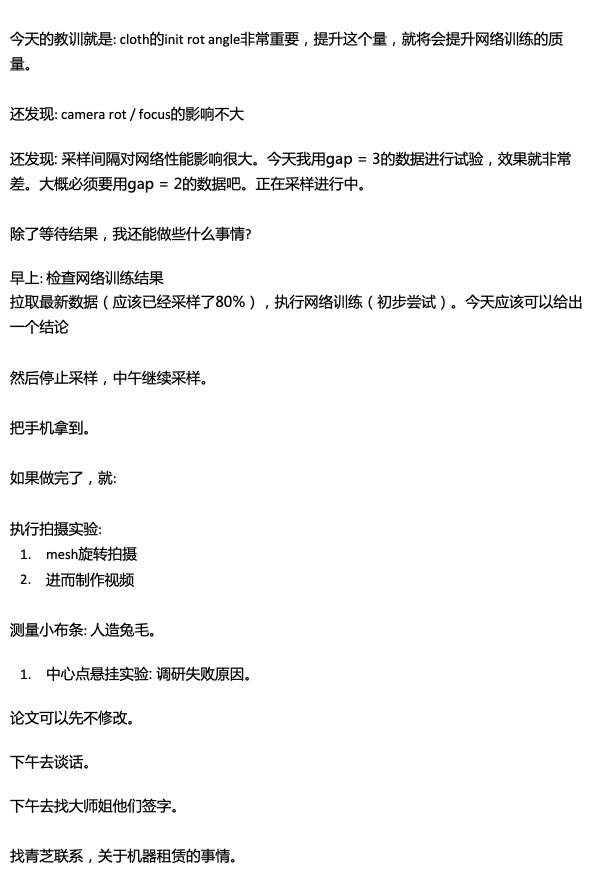 今天的教训就是: cloth的init rot angle非常重要，提升这个量，就将会提升网络训练的质
量。
还发现: camera rot / focus的影响不大
还发现: 采样间隔对网络性能影响很大。今天我用gap = 3的数据进行试验，效果就非常
差。大概必须要用gap = 2的数据吧。正在采样进行中。
除了等待结果，我还能做些什么事情?
早上: 检查网络训练结果
拉取最新数据（应该已经采样了80%），执行网络训练（初步尝试）。今天应该可以给出
一个结论
然后停止采样，中午继续采样。
把手机拿到。
如果做完了，就:
执行拍摄实验:
1. mesh旋转拍摄
2. 进而制作视频
测量小布条: 人造兔毛。
1. 中心点悬挂实验: 调研失败原因。
论文可以先不修改。
下午去谈话。
下午去找大师姐他们签字。
找青芝联系，关于机器租赁的事情。